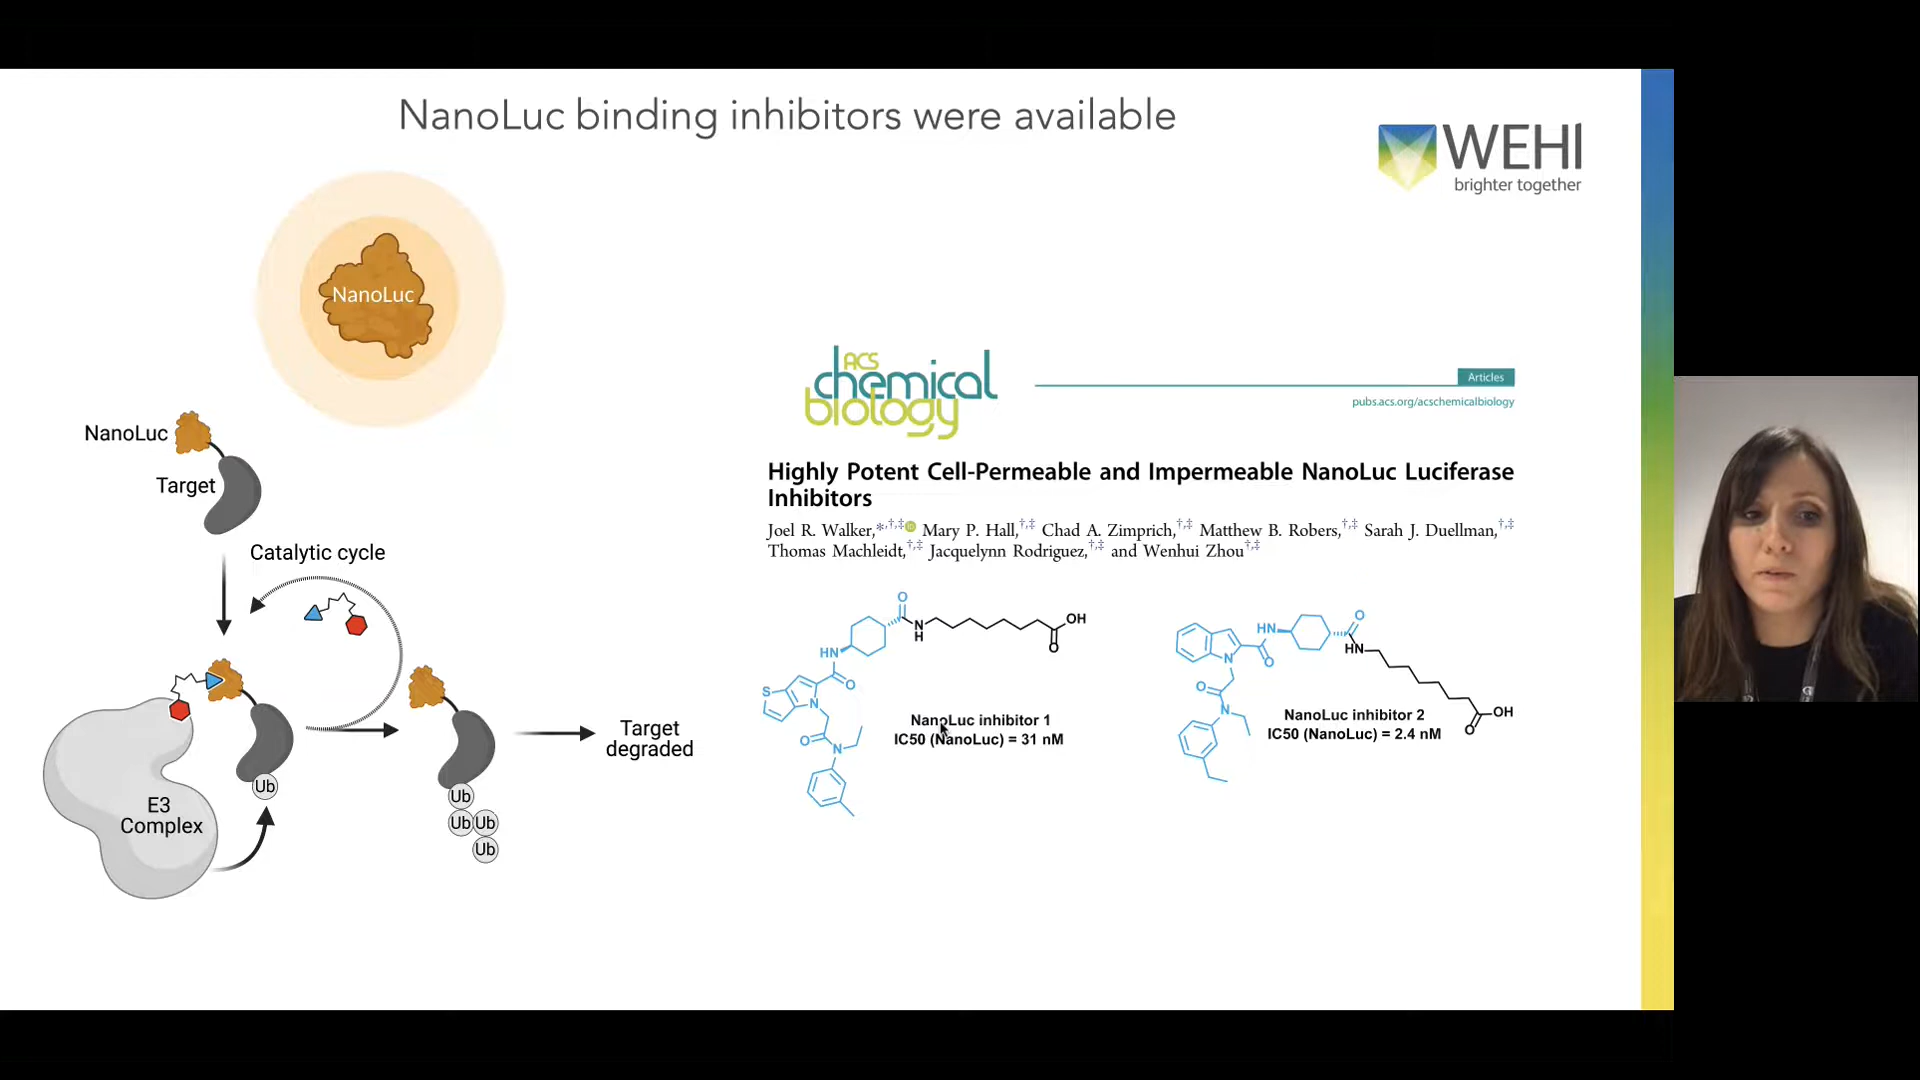 NanoLuc binding inhibitors were available
WEHI
brighter together
NanoLuc
NanoLuc
Target
Catalytic cycle
E3
Complex
Ub
Ub
Ub Ub
Ub
Target
degraded
ACS
chemical
biology
Articles
pubs.acs.org/acschemicalbiology
Highly Potent Cell-Permeable and Impermeable NanoLuc Luciferase
Inhibitors
Joel R. Walker,*,†,‡ Mary P. Hall,†,‡ Chad A. Zimprich,†,‡ Matthew B. Robers,†,‡ Sarah J. Duellman,†,‡
Thomas Machleidt,†,‡ Jacquelynn Rodriguez,†,‡ and Wenhui Zhou†,‡
O
N
H
OH
O
HN
O
S
N
O
N
NanoLuc inhibitor 1
IC50 (NanoLuc) = 31 nM
HN
O
HN
N
O
O
N
OH
O
NanoLuc inhibitor 2
IC50 (NanoLuc) = 2.4 nM